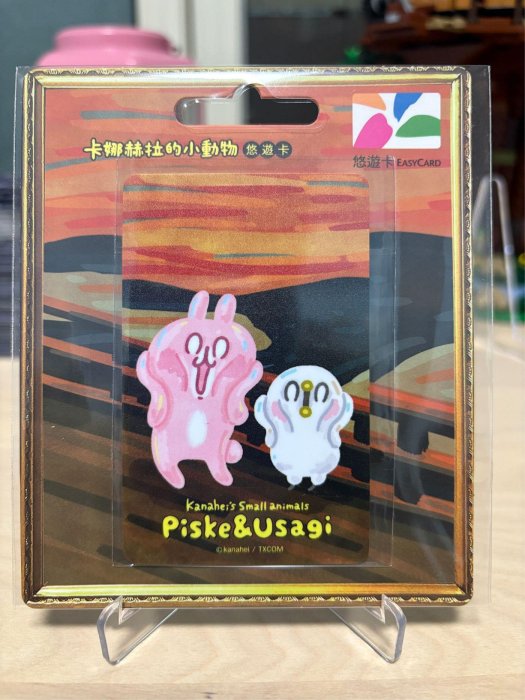 卡娜赫拉的小動物 悠遊卡
悠遊卡 EASYCARD
Kanahei's Small animals
Piske&Usagi
©kanahei / TXCOM